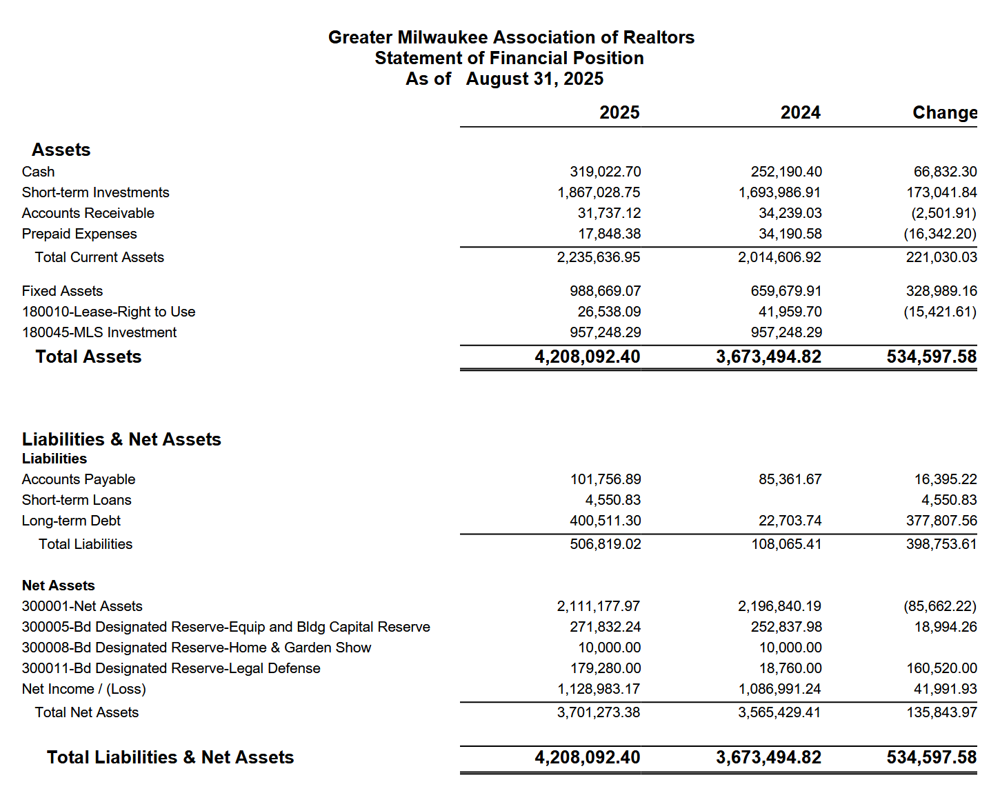 Greater Milwaukee Association of Realtors
Statement of Financial Position
As of August 31, 2025
2025 2024 Change
Assets
Cash 319,022.70 252,190.40 66,832.30
Short-term Investments 1,867,028.75 1,693,986.91 173,041.84
Accounts Receivable 31,737.12 34,239.03 (2,501.91)
Prepaid Expenses 17,848.38 34,190.58 (16,342.20)
Total Current Assets 2,235,636.95 2,014,606.92 221,030.03
Fixed Assets 988,669.07 659,679.91 328,989.16
180010-Lease-Right to Use 26,538.09 41,959.70 (15,421.61)
180045-MLS Investment 957,248.29 957,248.29
Total Assets 4,208,092.40 3,673,494.82 534,597.58
Liabilities & Net Assets
Liabilities
Accounts Payable 101,756.89 85,361.67 16,395.22
Short-term Loans 4,550.83 4,550.83
Long-term Debt 400,511.30 22,703.74 377,807.56
Total Liabilities 506,819.02 108,065.41 398,753.61
Net Assets
300001-Net Assets 2,111,177.97 2,196,840.19 (85,662.22)
300005-Bd Designated Reserve-Equip and Bldg Capital Reserve 271,832.24 252,837.98 18,994.26
300008-Bd Designated Reserve-Home & Garden Show 10,000.00 10,000.00
300011-Bd Designated Reserve-Legal Defense 179,280.00 18,760.00 160,520.00
Net Income / (Loss) 1,128,983.17 1,086,991.24 41,991.93
Total Net Assets 3,701,273.38 3,565,429.41 135,843.97
Total Liabilities & Net Assets 4,208,092.40 3,673,494.82 534,597.58